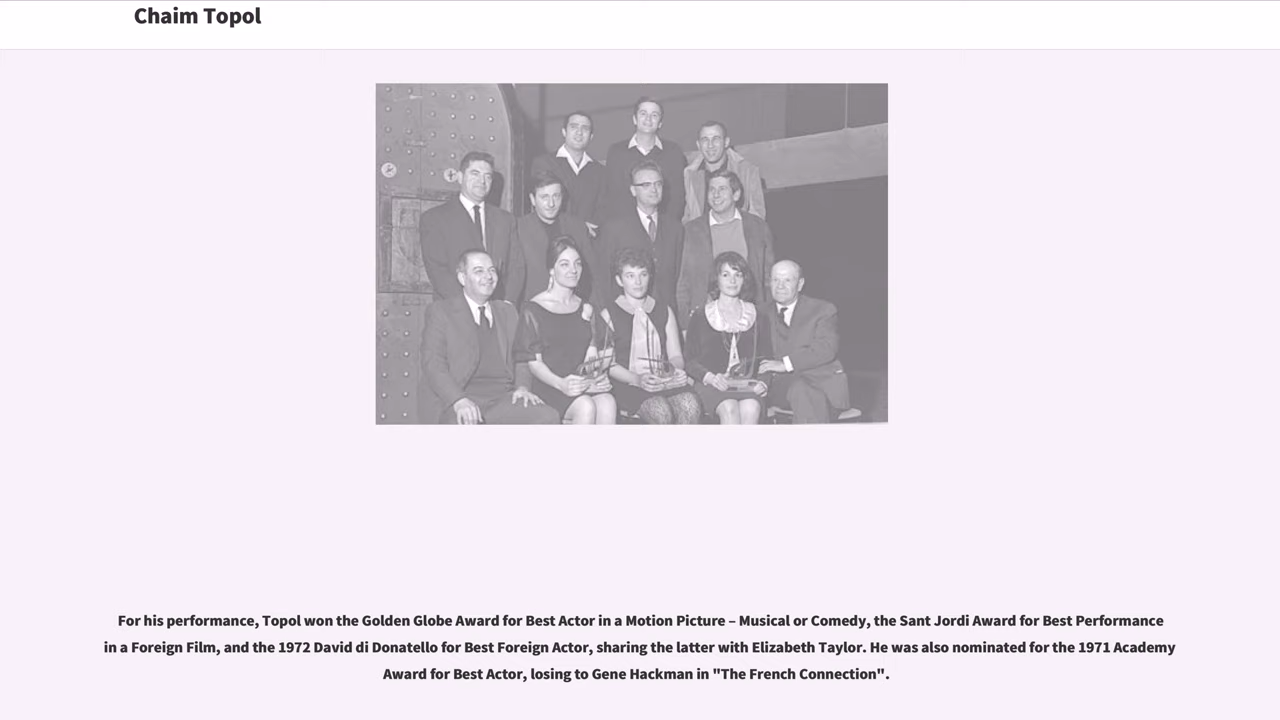 Chaim Topol
For his performance, Topol won the Golden Globe Award for Best Actor in a Motion Picture – Musical or Comedy, the Sant Jordi Award for Best Performance
in a Foreign Film, and the 1972 David di Donatello for Best Foreign Actor, sharing the latter with Elizabeth Taylor. He was also nominated for the 1971 Academy
Award for Best Actor, losing to Gene Hackman in "The French Connection".